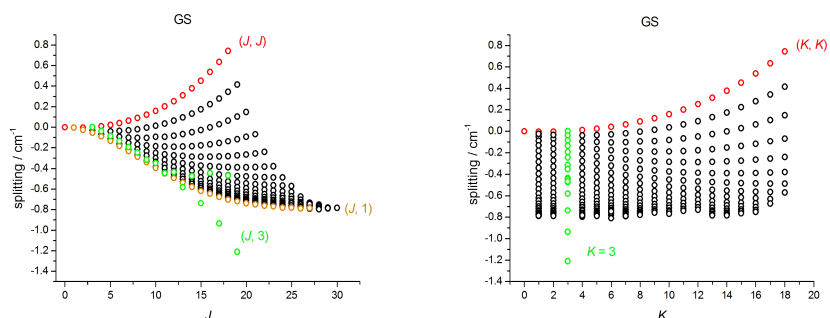 GS
splitting / cm-1
0.8
0.6
0.4
0.2
0.0
-0.2
-0.4
-0.6
-0.8
-1.0
-1.2
-1.4
0 5 10 15 20 25 30
J
(J, J)
(J, 1)
(J, 3)
GS
splitting / cm-1
0.8
0.6
0.4
0.2
0.0
-0.2
-0.4
-0.6
-0.8
-1.0
-1.2
-1.4
0 2 4 6 8 10 12 14 16 18 20
K
(K, K)
K = 3